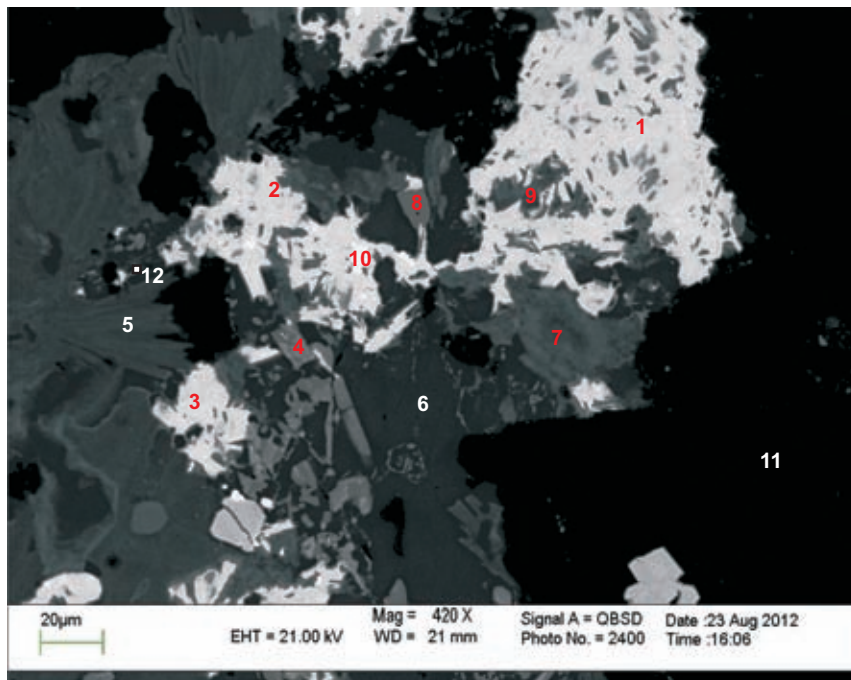 1
2
9
8
10
12
5
7
4
3
6
11
20µm
EHT = 21.00 kV
Mag = 420 X
WD = 21 mm
Signal A = QBSD
Photo No. = 2400
Date :23 Aug 2012
Time :16:06